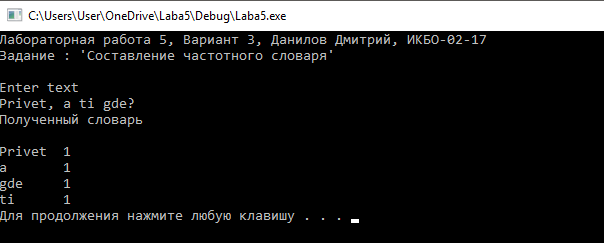 C:\Users\User\OneDrive\Laba5\Debug\Laba5.exe
Лабораторная работа 5, Вариант 3, Данилов Дмитрий, ИКБО-02-17
Задание : 'Составление частотного словаря'
Enter text
Privet, a ti gde?
Полученный словарь
Privet 1
a 1
gde 1
ti 1
Для продолжения нажмите любую клавишу . . .